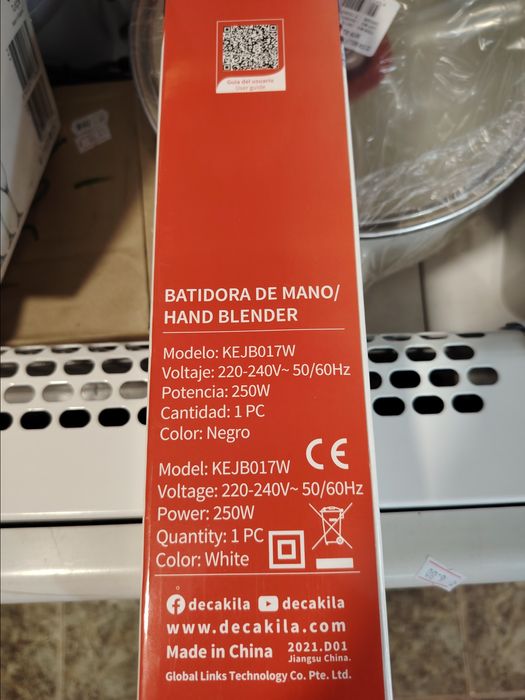 Guía del usuario
User guide
BATIDORA DE MANO/
HAND BLENDER
Modelo: KEJB017W
Voltaje: 220-240V~ 50/60Hz
Potencia: 250W
Cantidad: 1 PC
Color: Negro
CE
Model: KEJB017W
Voltage: 220-240V~ 50/60Hz
Power: 250W
Quantity: 1 PC
Color: White
decakila decakila
www.decakila.com
Made in China 2021.D01
Jiangsu China.
Global Links Technology Co. Pte. Ltd.